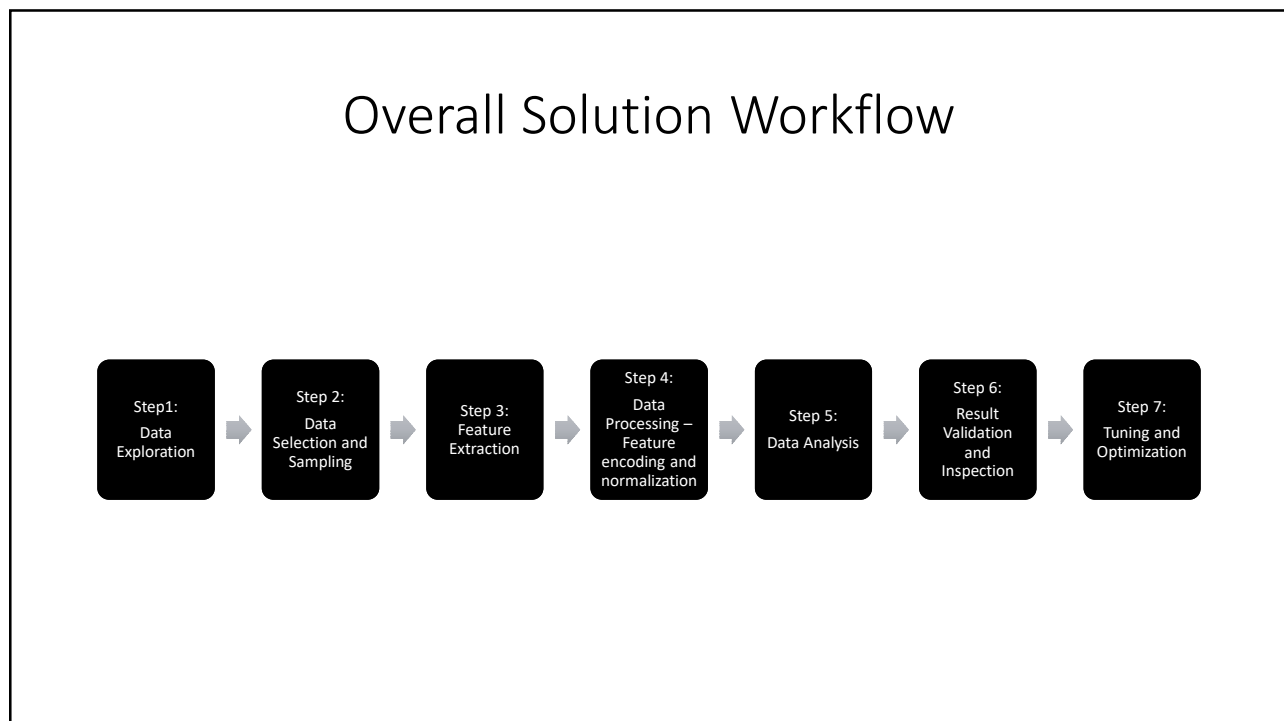 Overall Solution Workflow
Step1:
Data
Exploration
Step 2:
Data
Selection and
Sampling
Step 3:
Feature
Extraction
Step 4:
Data
Processing –
Feature
encoding and
normalization
Step 5:
Data Analysis
Step 6:
Result
Validation
and
Inspection
Step 7:
Tuning and
Optimization